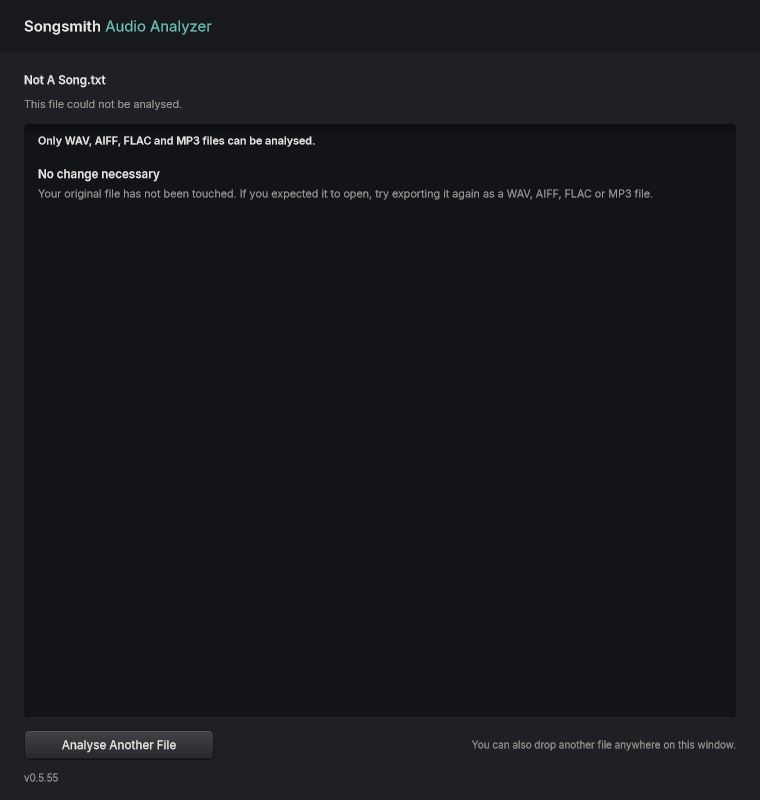 Songsmith Audio Analyzer
Not A Song.txt
This file could not be analysed.
Only WAV, AIFF, FLAC and MP3 files can be analysed.
No change necessary
Your original file has not been touched. If you expected it to open, try exporting it again as a WAV, AIFF, FLAC or MP3 file.
Analyse Another File
You can also drop another file anywhere on this window.
v0.5.55